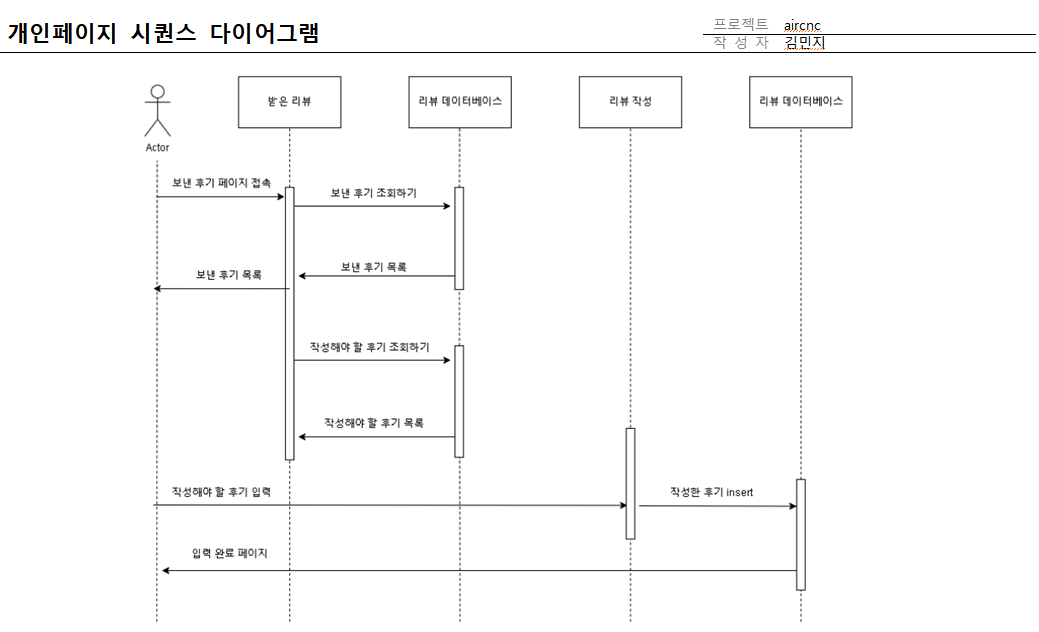 개인페이지 시퀀스 다이어그램
프로젝트 aircnc
작 성 자 김민지
받은 리뷰
리뷰 데이터베이스
리뷰 작성
리뷰 데이터베이스
Actor
보낸 후기 페이지 접속
보낸 후기 조회하기
보낸 후기 목록
보낸 후기 목록
작성해야 할 후기 조회하기
작성해야 할 후기 목록
작성해야 할 후기 입력
작성한 후기 insert
입력 완료 페이지